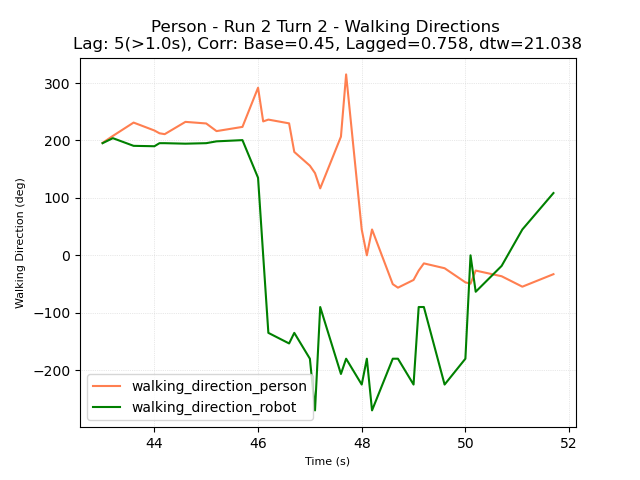 Person - Run 2 Turn 2 - Walking Directions
Lag: 5(>1.0s), Corr: Base=0.45, Lagged=0.758, dtw=21.038
300
200
100
0
−100
−200
Walking Direction (deg)
walking_direction_person
walking_direction_robot
44
46
48
50
52
Time (s)